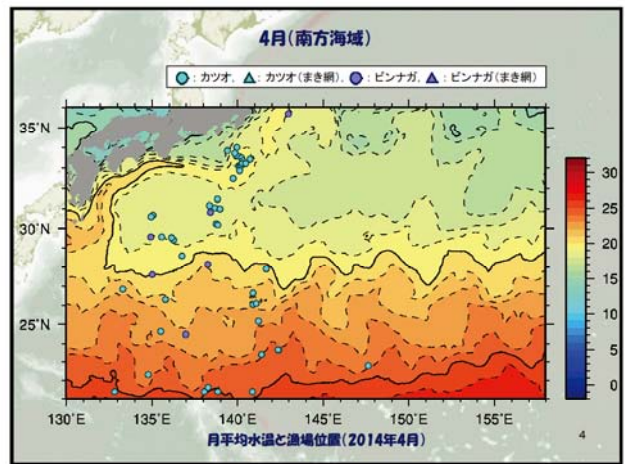 4月(南方海域)
●:カツオ, ▲:カツオ(まき網), ●:ビンナガ, ▲:ビンナガ(まき網)
35°N
30°N
25°N
130°E 135°E 140°E 145°E 150°E 155°E
30
25
20
15
10
5
0
月平均水温と漁場位置(2014年4月)
4